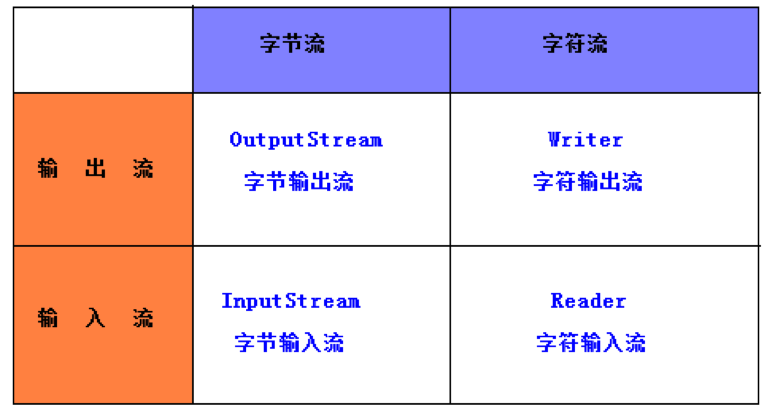 字节流
字符流
输 出 流
OutputStream
字节输出流
Writer
字符输出流
输 入 流
InputStream
字节输入流
Reader
字符输入流